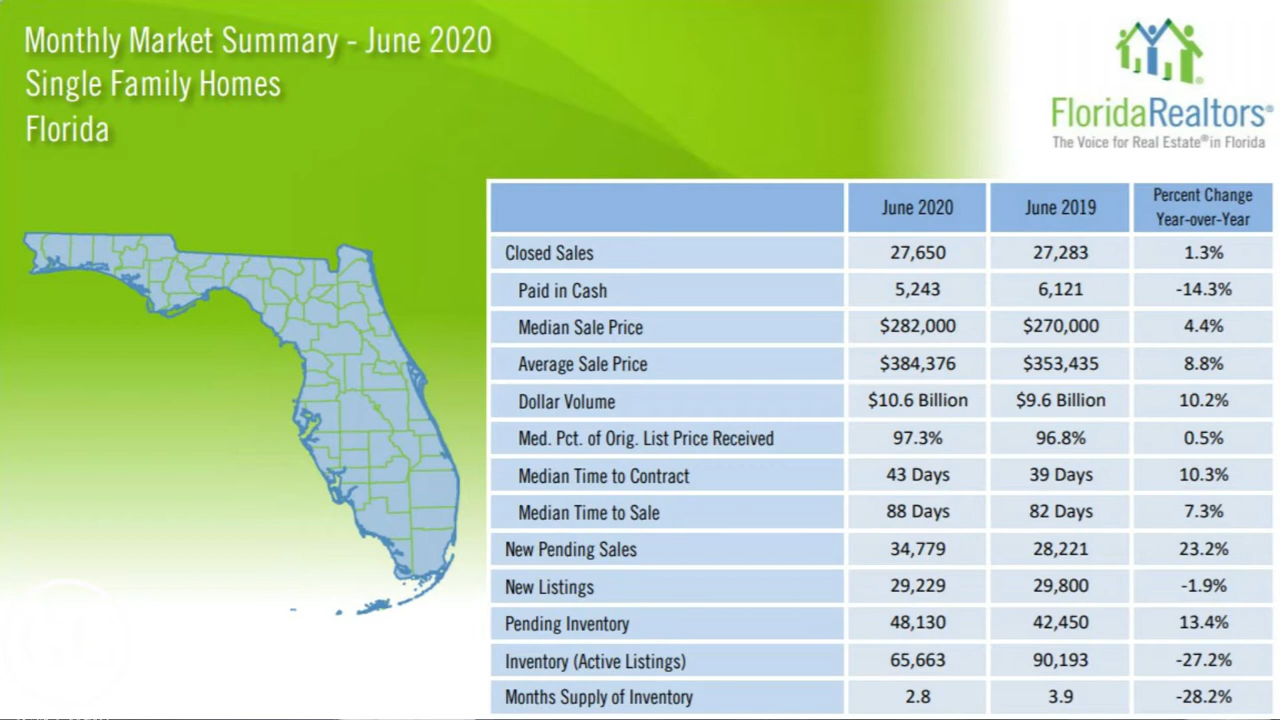 Monthly Market Summary - June 2020
Single Family Homes
Florida
FloridaRealtors®
The Voice for Real Estate® in Florida
June 2020 June 2019 Percent Change Year-over-Year
Closed Sales 27,650 27,283 1.3%
Paid in Cash 5,243 6,121 -14.3%
Median Sale Price $282,000 $270,000 4.4%
Average Sale Price $384,376 $353,435 8.8%
Dollar Volume $10.6 Billion $9.6 Billion 10.2%
Med. Pct. of Orig. List Price Received 97.3% 96.8% 0.5%
Median Time to Contract 43 Days 39 Days 10.3%
Median Time to Sale 88 Days 82 Days 7.3%
New Pending Sales 34,779 28,221 23.2%
New Listings 29,229 29,800 -1.9%
Pending Inventory 48,130 42,450 13.4%
Inventory (Active Listings) 65,663 90,193 -27.2%
Months Supply of Inventory 2.8 3.9 -28.2%